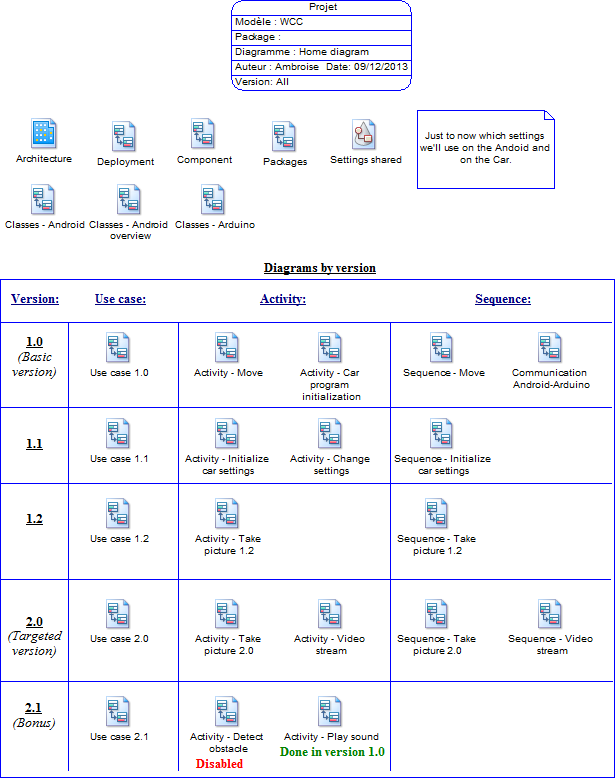 Projet
Modèle : WCC
Package :
Diagramme : Home diagram
Auteur : Ambroise  Date: 09/12/2013
Version: All
Architecture
Deployment
Component
Packages
Settings shared
Just to now which settings
we'll use on the Andoid and
on the Car.
Classes - Android
Classes - Android
overview
Classes - Arduino
Diagrams by version
Version:
Use case:
Activity:
Sequence:
1.0
(Basic
version)
Use case 1.0
Activity - Move
Activity - Car
program
initialization
Sequence - Move
Communication
Android-Arduino
1.1
Use case 1.1
Activity - Initialize
car settings
Activity - Change
settings
Sequence - Initialize
car settings
1.2
Use case 1.2
Activity - Take
picture 1.2
Sequence - Take
picture 1.2
2.0
(Targeted
version)
Use case 2.0
Activity - Take
picture 2.0
Activity - Video
stream
Sequence - Take
picture 2.0
Sequence - Video
stream
2.1
(Bonus)
Use case 2.1
Activity - Detect
obstacle
Disabled
Activity - Play sound
Done in version 1.0